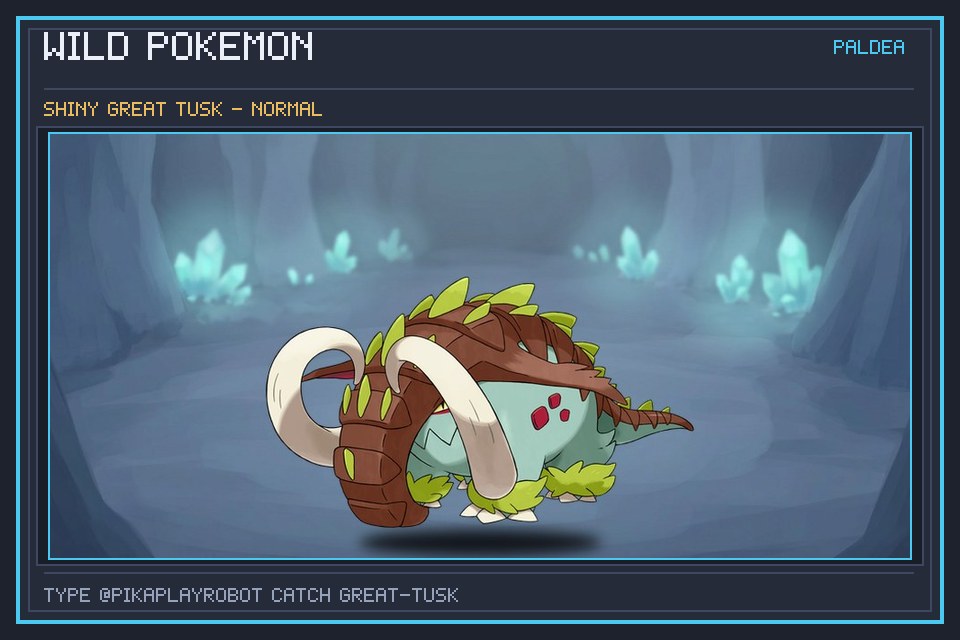 WILD POKEMON
PALDEA
SHINY GREAT TUSK - NORMAL
TYPE @PIKAPLAYROBOT CATCH GREAT-TUSK